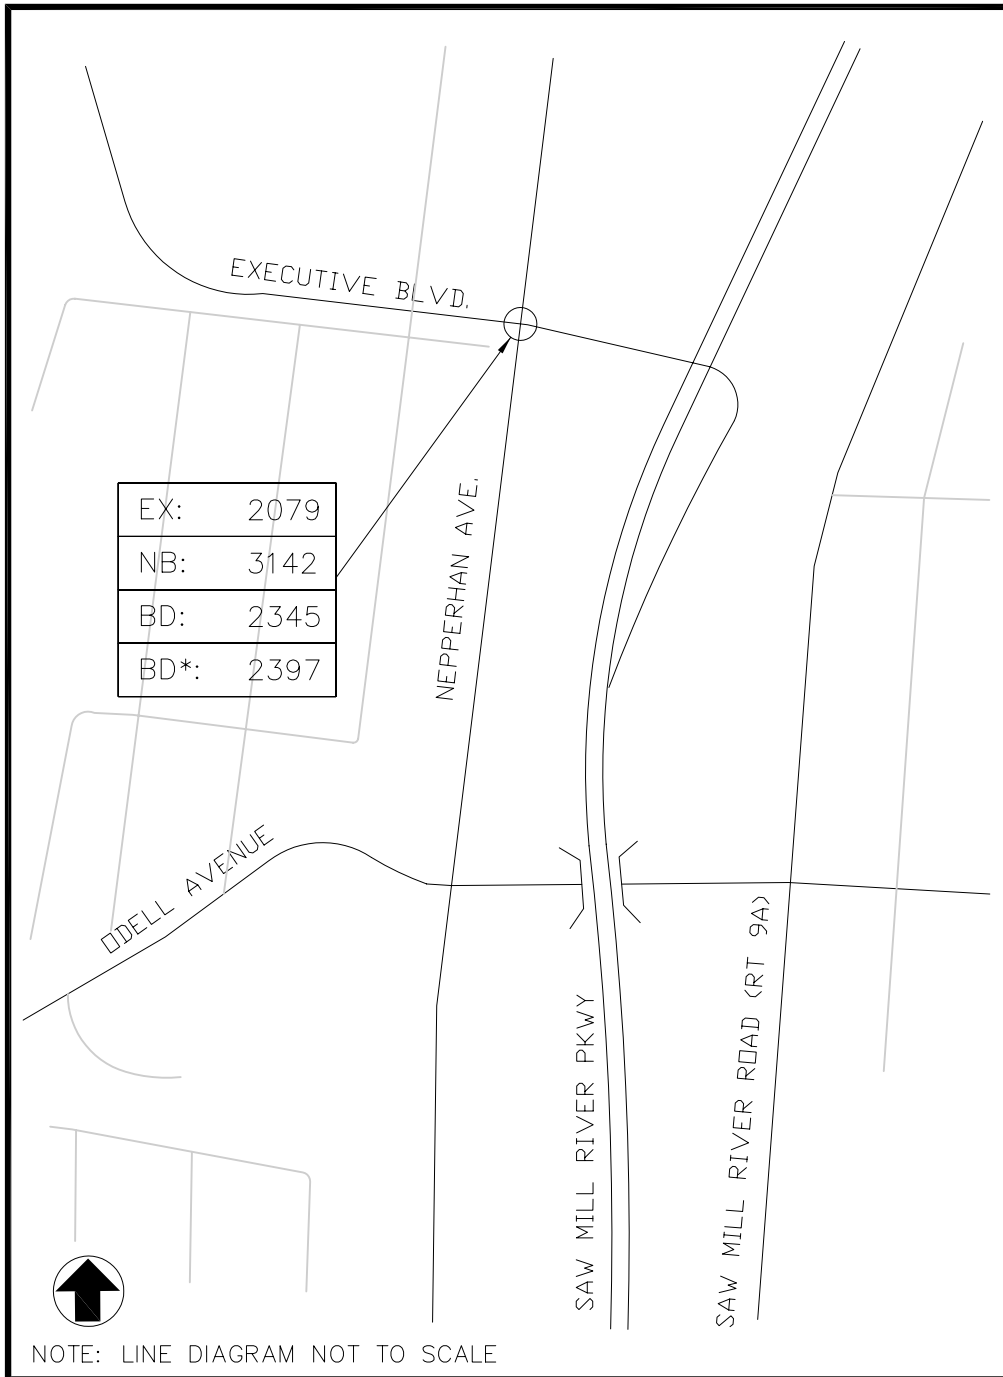 EXECUTIVE BLVD.
EX: 2079
NB: 3142
BD: 2345
BD*: 2397
NEPPERHAN AVE.
ODELL AVENUE
SAW MILL RIVER PKWY
SAW MILL RIVER ROAD (RT 9A)
NOTE: LINE DIAGRAM NOT TO SCALE